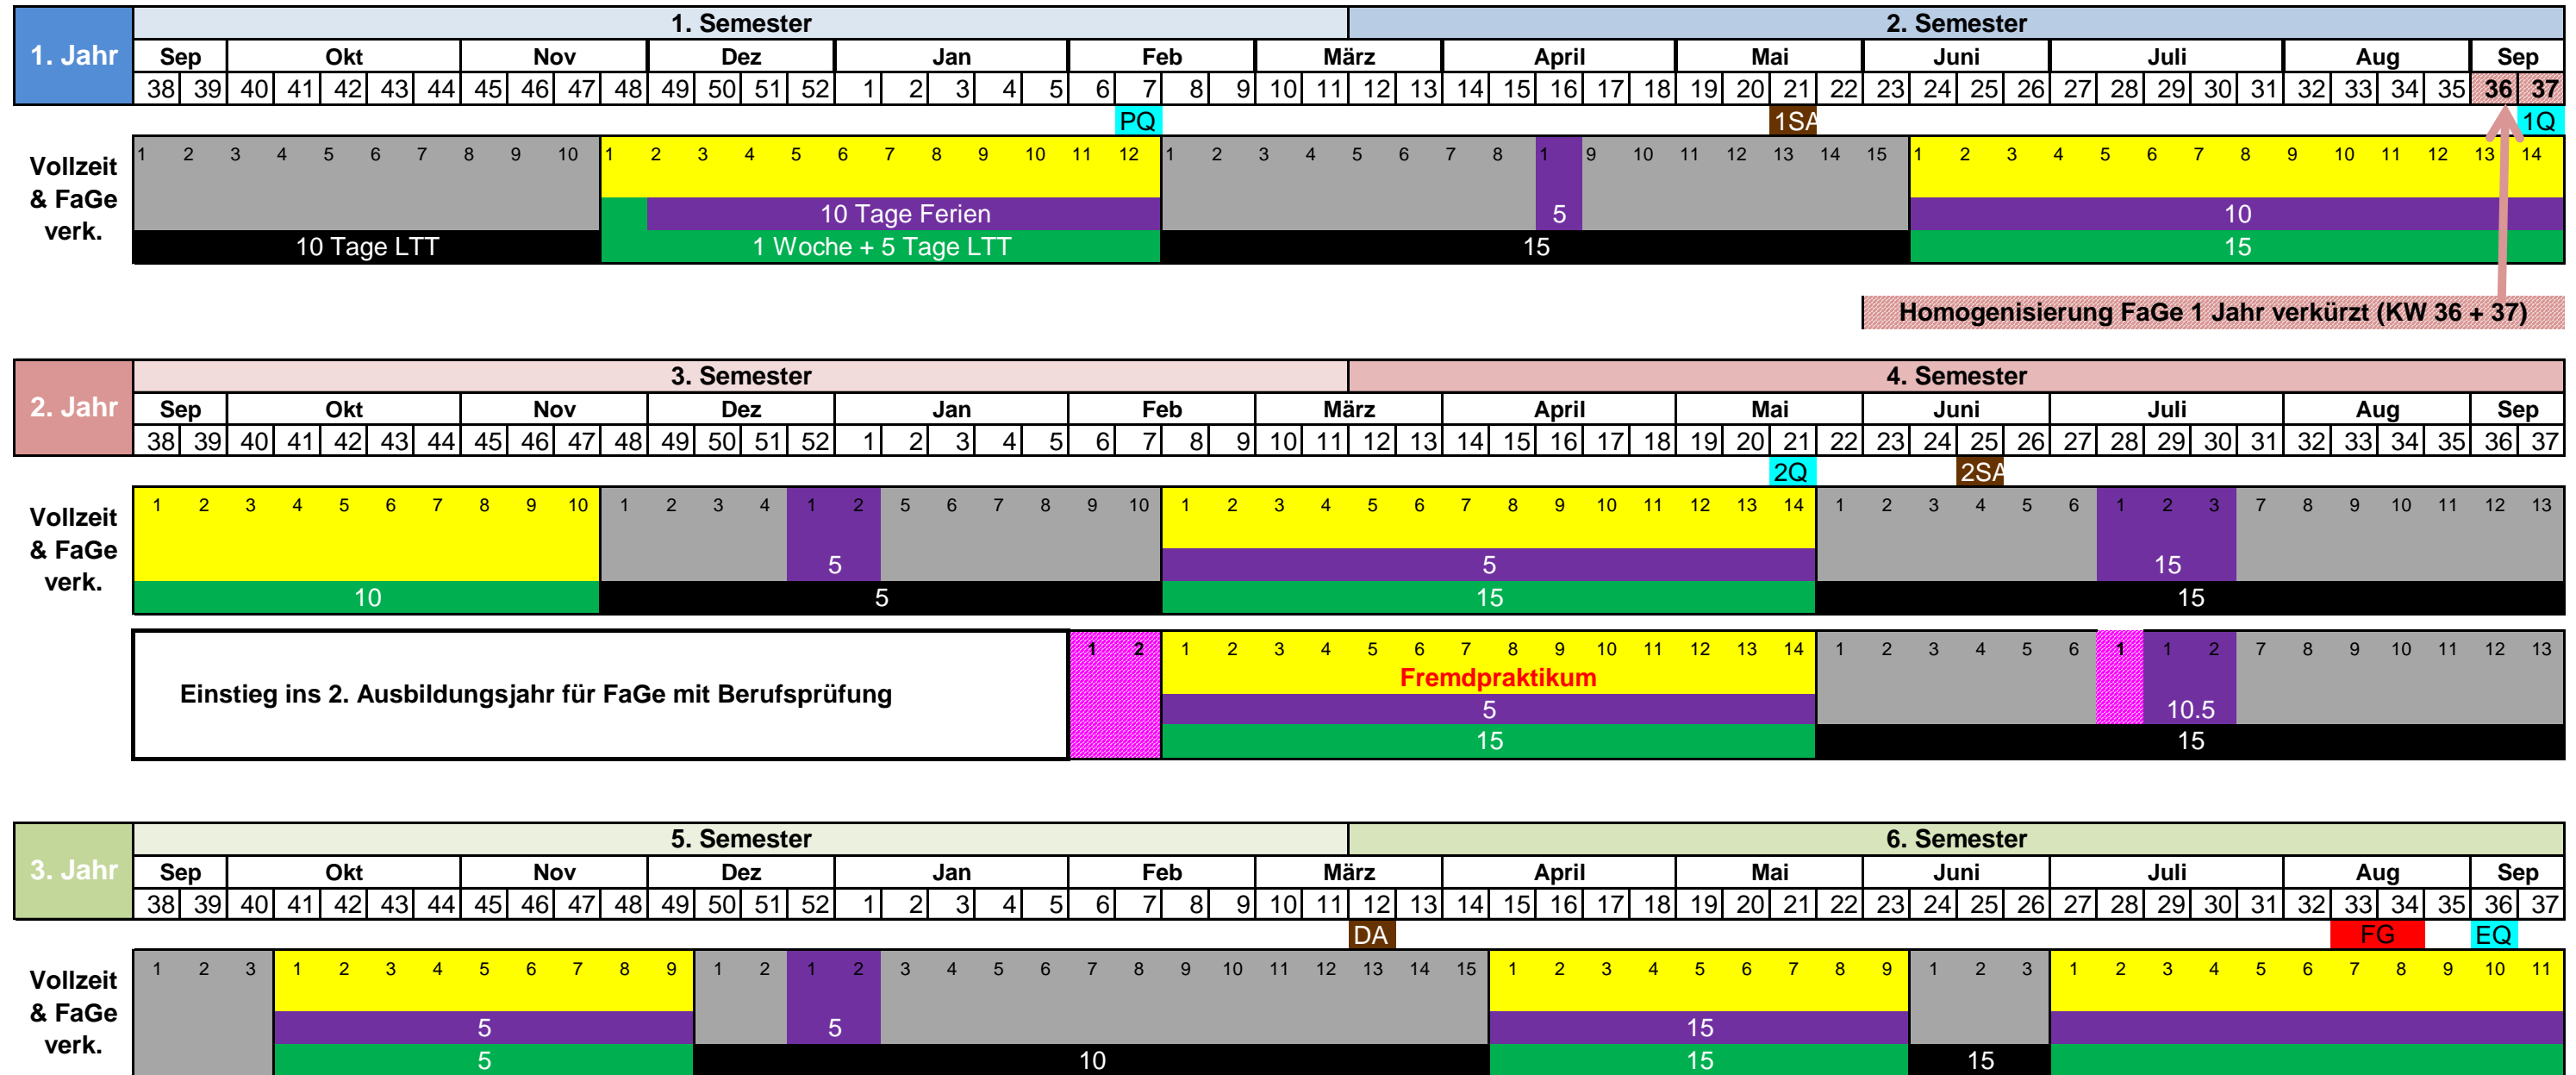 1. Semester 2. Semester
1. Jahr
Sep Okt Nov Dez Jan Feb März April Mai Juni Juli Aug Sep
38 39 40 41 42 43 44 45 46 47 48 49 50 51 52 1 2 3 4 5 6 7 8 9 10 11 12 13 14 15 16 17 18 19 20 21 22 23 24 25 26 27 28 29 30 31 32 33 34 35 36 37
PQ 1SA 1Q
Vollzeit
& FaGe
verk.
1 2 3 4 5 6 7 8 9 10 1 2 3 4 5 6 7 8 9 10 11 12 1 2 3 4 5 6 7 8 1 9 10 11 12 13 14 15 1 2 3 4 5 6 7 8 9 10 11 12 13 14
10 Tage Ferien 5 10
10 Tage LTT 1 Woche + 5 Tage LTT 15 15
Homogenisierung FaGe 1 Jahr verkürzt (KW 36 + 37)
3. Semester 4. Semester
2. Jahr
Sep Okt Nov Dez Jan Feb März April Mai Juni Juli Aug Sep
38 39 40 41 42 43 44 45 46 47 48 49 50 51 52 1 2 3 4 5 6 7 8 9 10 11 12 13 14 15 16 17 18 19 20 21 22 23 24 25 26 27 28 29 30 31 32 33 34 35 36 37
2Q 2SA
Vollzeit
& FaGe
verk.
1 2 3 4 5 6 7 8 9 10 1 2 3 4 1 2 5 6 7 8 9 10 1 2 3 4 5 6 7 8 9 10 11 12 13 14 1 2 3 4 5 6 1 2 3 7 8 9 10 11 12 13
5 5 15
10 5 15 15
1 2 1 2 3 4 5 6 7 8 9 10 11 12 13 14 1 2 3 4 5 6 1 1 2 7 8 9 10 11 12 13
Fremdpraktikum
Einstieg ins 2. Ausbildungsjahr für FaGe mit Berufsprüfung
5 10.5
15 15
5. Semester 6. Semester
3. Jahr
Sep Okt Nov Dez Jan Feb März April Mai Juni Juli Aug Sep
38 39 40 41 42 43 44 45 46 47 48 49 50 51 52 1 2 3 4 5 6 7 8 9 10 11 12 13 14 15 16 17 18 19 20 21 22 23 24 25 26 27 28 29 30 31 32 33 34 35 36 37
DA FG EQ
Vollzeit
& FaGe
verk.
1 2 3 1 2 3 4 5 6 7 8 9 1 2 1 2 3 4 5 6 7 8 9 10 11 12 13 14 15 1 2 3 4 5 6 7 8 9 1 2 3 1 2 3 4 5 6 7 8 9 10 11
5 5 15
5 10 15 15